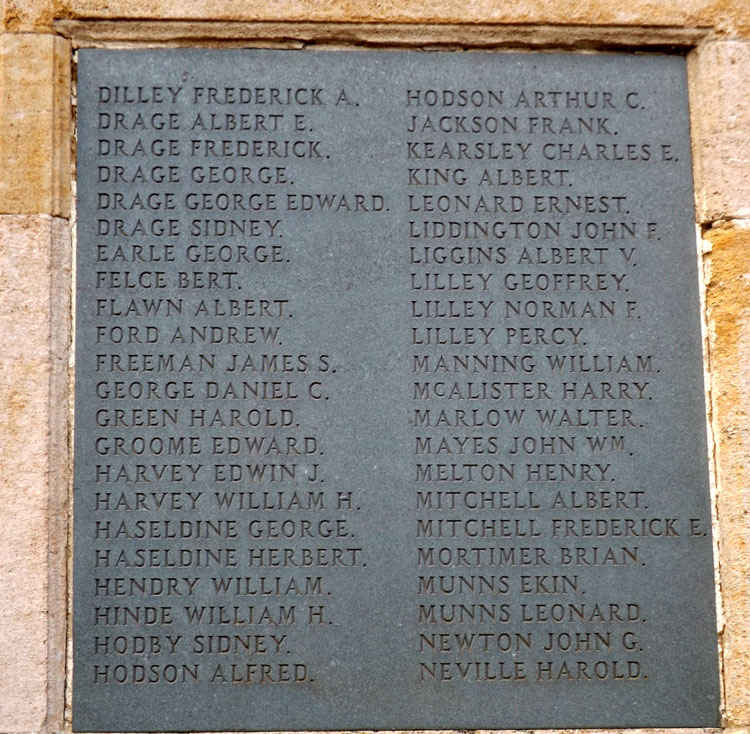 DILLEY FREDERICK A.
DRAGE ALBERT E.
DRAGE FREDERICK.
DRAGE GEORGE.
DRAGE GEORGE EDWARD.
DRAGE SIDNEY.
EARLE GEORGE.
FELCE BERT.
FLAWN ALBERT.
FORD ANDREW.
FREEMAN JAMES S.
GEORGE DANIEL C.
GREEN HAROLD.
GROOME EDWARD.
HARVEY EDWIN J.
HARVEY WILLIAM H.
HASELDINE GEORGE.
HASELDINE HERBERT.
HENDRY WILLIAM.
HINDE WILLIAM H.
HODBY SIDNEY.
HODSON ALFRED.
HODSON ARTHUR C.
JACKSON FRANK.
KEARSLEY CHARLES E.
KING ALBERT.
LEONARD ERNEST.
LIDDINGTON JOHN F.
LIGGINS ALBERT V.
LILLEY GEOFFREY.
LILLEY NORMAN F.
LILLEY PERCY.
MANNING WILLIAM.
McALISTER HARRY.
MARLOW WALTER.
MAYES JOHN WM.
MELTON HENRY.
MITCHELL ALBERT.
MITCHELL FREDERICK E.
MORTIMER BRIAN.
MUNNS EKIN.
MUNNS LEONARD.
NEWTON JOHN G.
NEVILLE HAROLD.